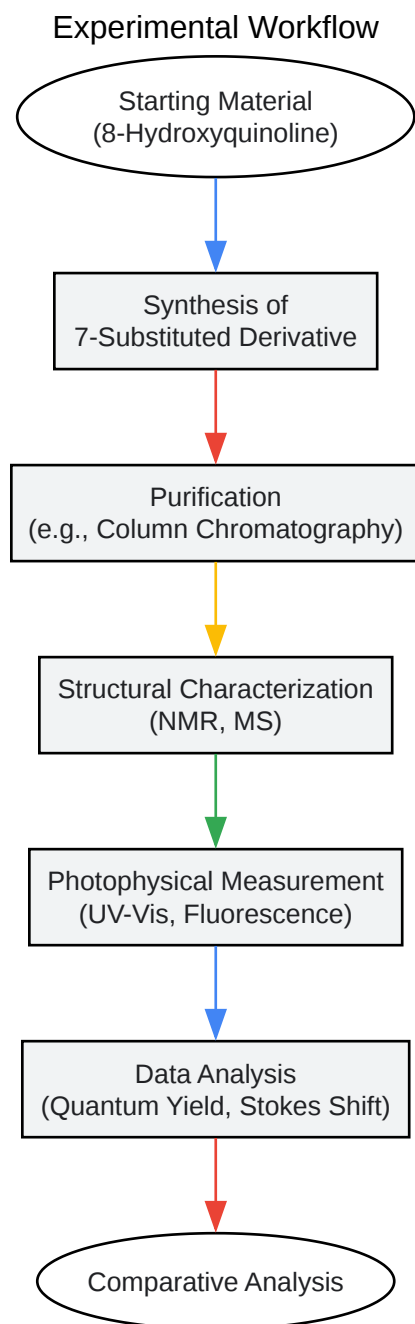 Experimental Workflow
Starting Material
(8-Hydroxyquinoline)
Synthesis of
7-Substituted Derivative
Purification
(e.g., Column Chromatography)
Structural Characterization
(NMR, MS)
Photophysical Measurement
(UV-Vis, Fluorescence)
Data Analysis
(Quantum Yield, Stokes Shift)
Comparative Analysis